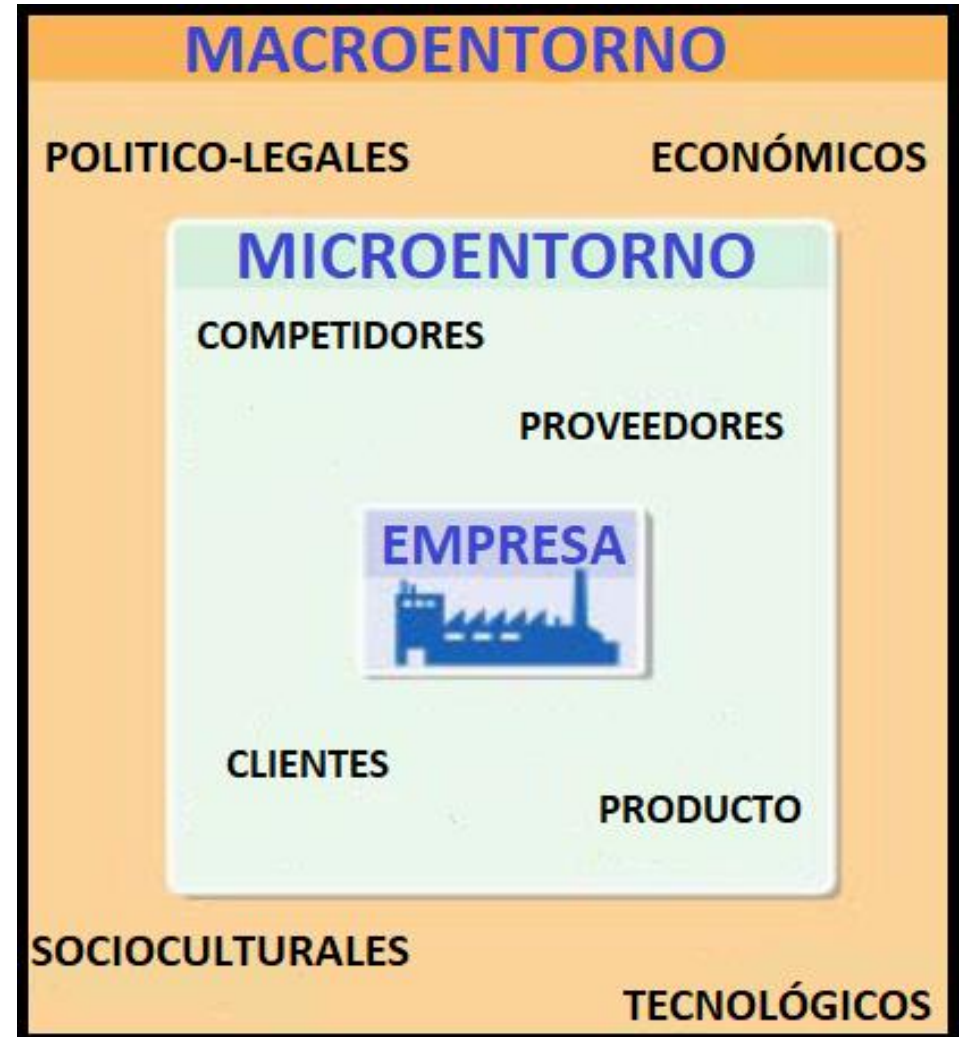 MACROENTORNO
POLITICO-LEGALES ECONÓMICOS
MICROENTORNO
COMPETIDORES
PROVEEDORES
EMPRESA
CLIENTES
PRODUCTO
SOCIOCULTURALES
TECNOLÓGICOS